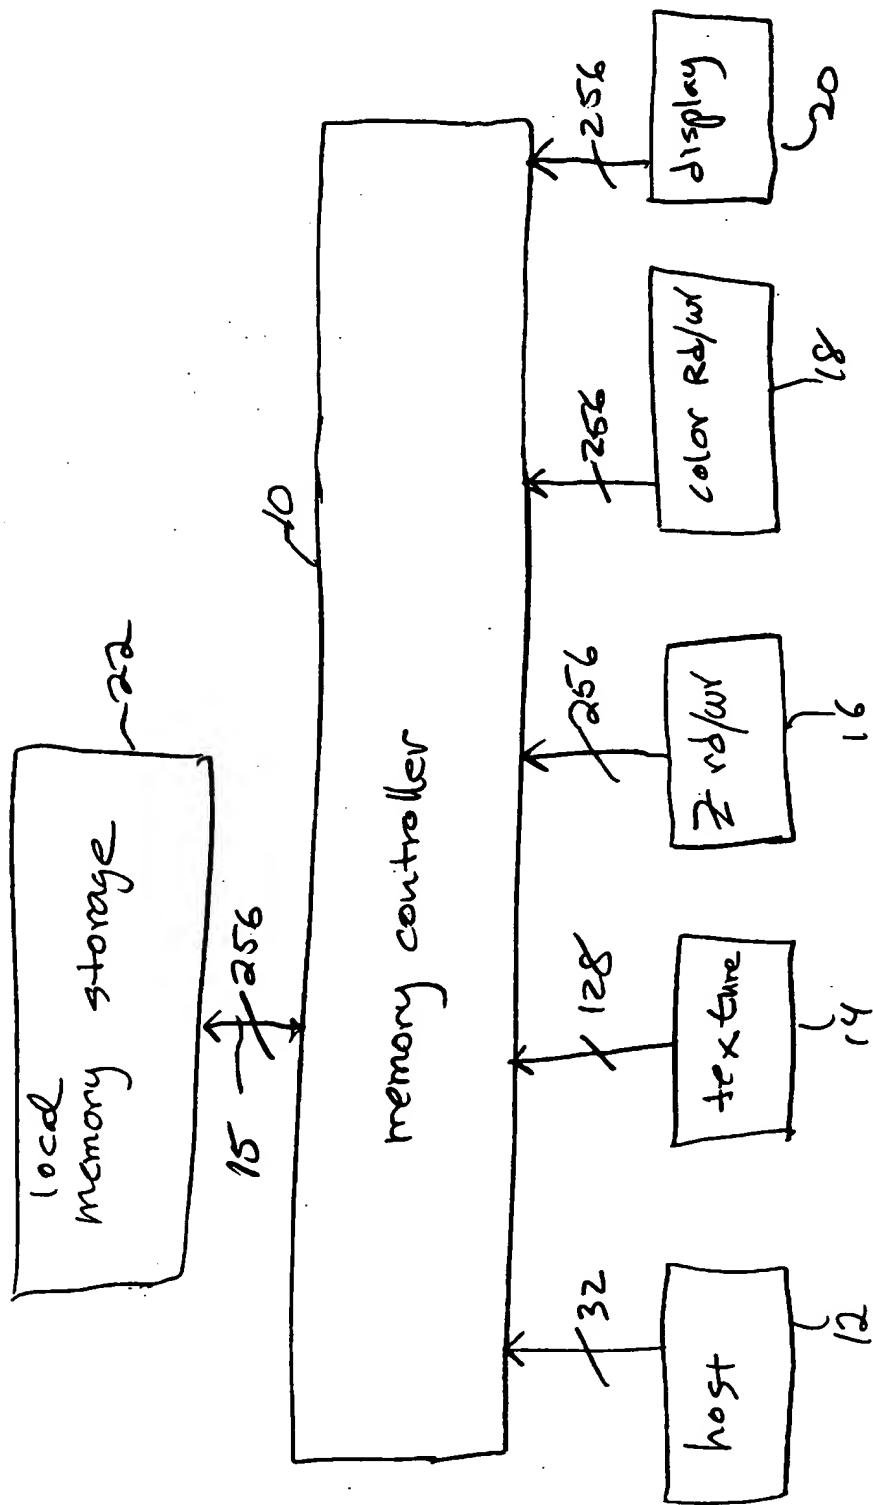 local
memory storage
22
15
256
10
memory controller
32
128
256
256
256
host
texture
Z rd/wr
color Rd/wr
display
12
14
16
18
20